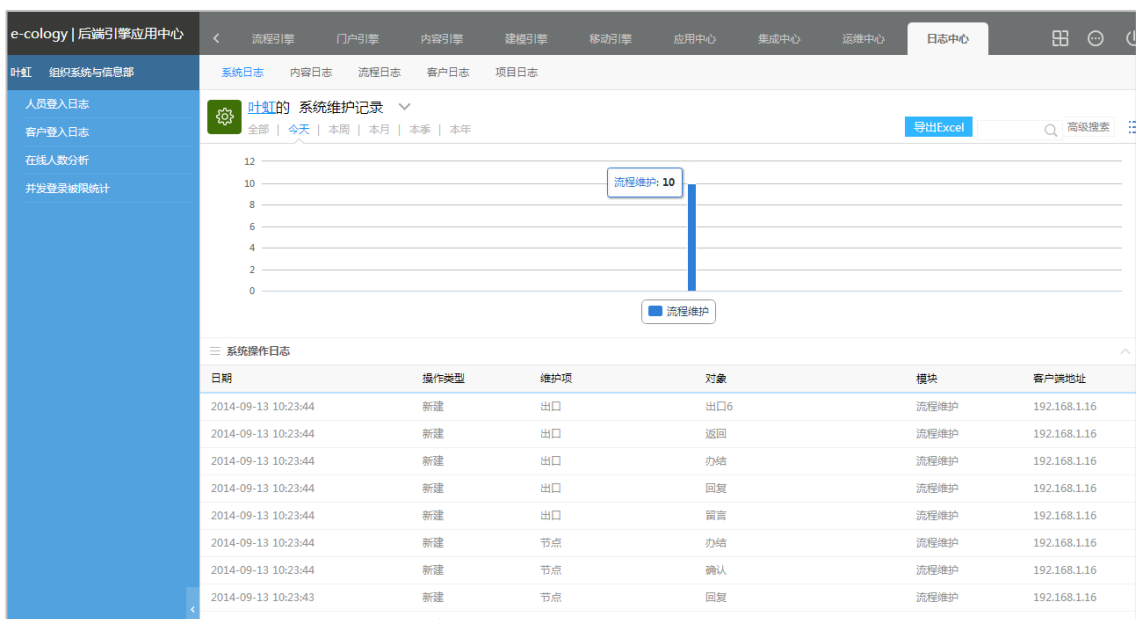 e-cology | 后端引擎应用中心
流程引擎 门户引擎 内容引擎 建模引擎 移动引擎 应用中心 集成中心 运维中心 日志中心
叶虹 组织系统与信息部
系统日志 内容日志 流程日志 客户日志 项目日志
人员登入日志
客户登入日志
在线人数分析
并发登录被限统计
叶虹的 系统维护记录
全部 | 今天 | 本周 | 本月 | 本季 | 本年
导出Excel 高级搜索
12
10
8
6
4
2
0
流程维护: 10
流程维护
系统操作日志
日期 操作类型 维护项 对象 模块 客户端地址
2014-09-13 10:23:44 新建 出口 出口6 流程维护 192.168.1.16
2014-09-13 10:23:44 新建 出口 返回 流程维护 192.168.1.16
2014-09-13 10:23:44 新建 出口 办结 流程维护 192.168.1.16
2014-09-13 10:23:44 新建 出口 回复 流程维护 192.168.1.16
2014-09-13 10:23:44 新建 出口 留言 流程维护 192.168.1.16
2014-09-13 10:23:44 新建 节点 办结 流程维护 192.168.1.16
2014-09-13 10:23:44 新建 节点 确认 流程维护 192.168.1.16
2014-09-13 10:23:43 新建 节点 回复 流程维护 192.168.1.16